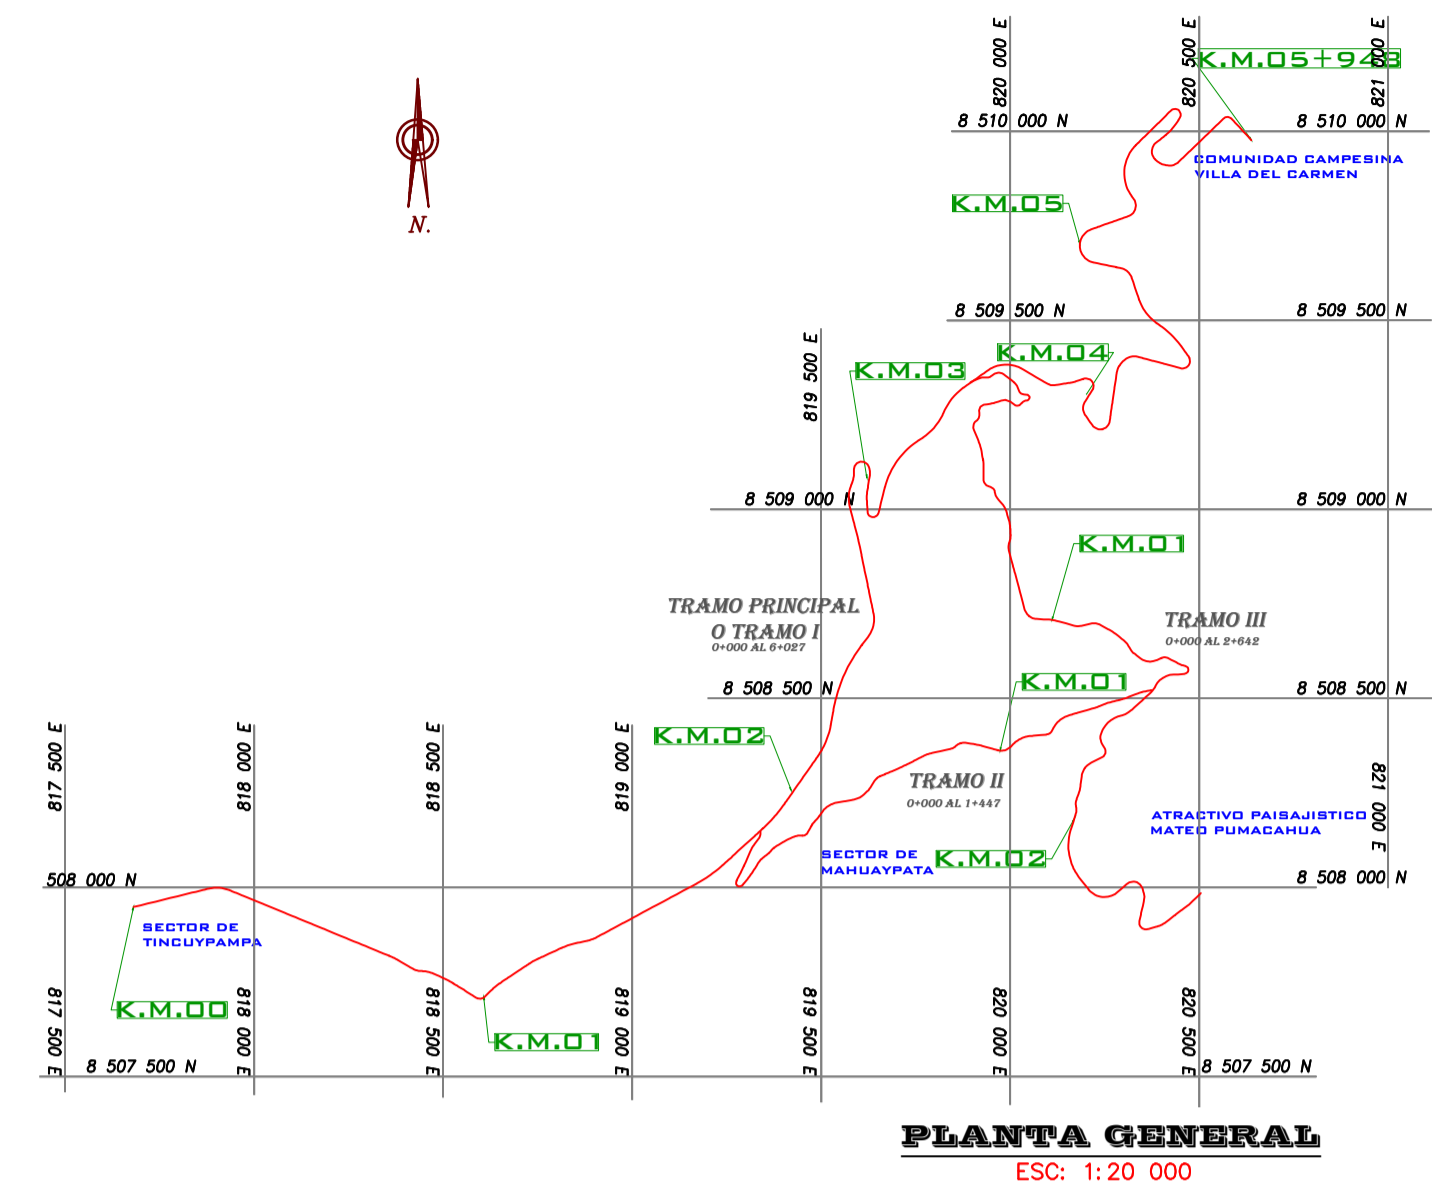 820 000 E
820 500 E
821 000 E
K.M.05+948
8 510 000 N
8 510 000 N
COMUNIDAD CAMPESINA
VILLA DEL CARMEN
K.M.05
N.
8 509 500 N
8 509 500 N
819 500 E
K.M.04
K.M.03
8 509 000 N
8 509 000 N
K.M.01
TRAMO PRINCIPAL
O TRAMO I
0+000 AL 6+027
TRAMO III
0+000 AL 2+642
K.M.01
8 508 500 N
8 508 500 N
K.M.02
817 500 E
818 000 E
818 500 E
819 000 E
TRAMO II
0+000 AL 1+447
821 000 E
ATRACTIVO PAISAJISTICO
MATEO PUMACAHUA
SECTOR DE
MAHUAYPATA
K.M.02
508 000 N
8 508 000 N
SECTOR DE
TINCUYPAMPA
K.M.00
K.M.01
817 500 E
818 000 E
818 500 E
819 000 E
819 500 E
820 000 E
820 500 E
8 507 500 N
8 507 500 N
PLANTA GENERAL
ESC: 1:20 000